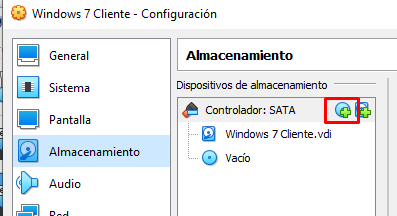 Windows 7 Cliente - Configuración
General
Sistema
Pantalla
Almacenamiento
Audio
Red
Almacenamiento
Dispositivos de almacenamiento
Controlador: SATA
Windows 7 Cliente.vdi
Vacío